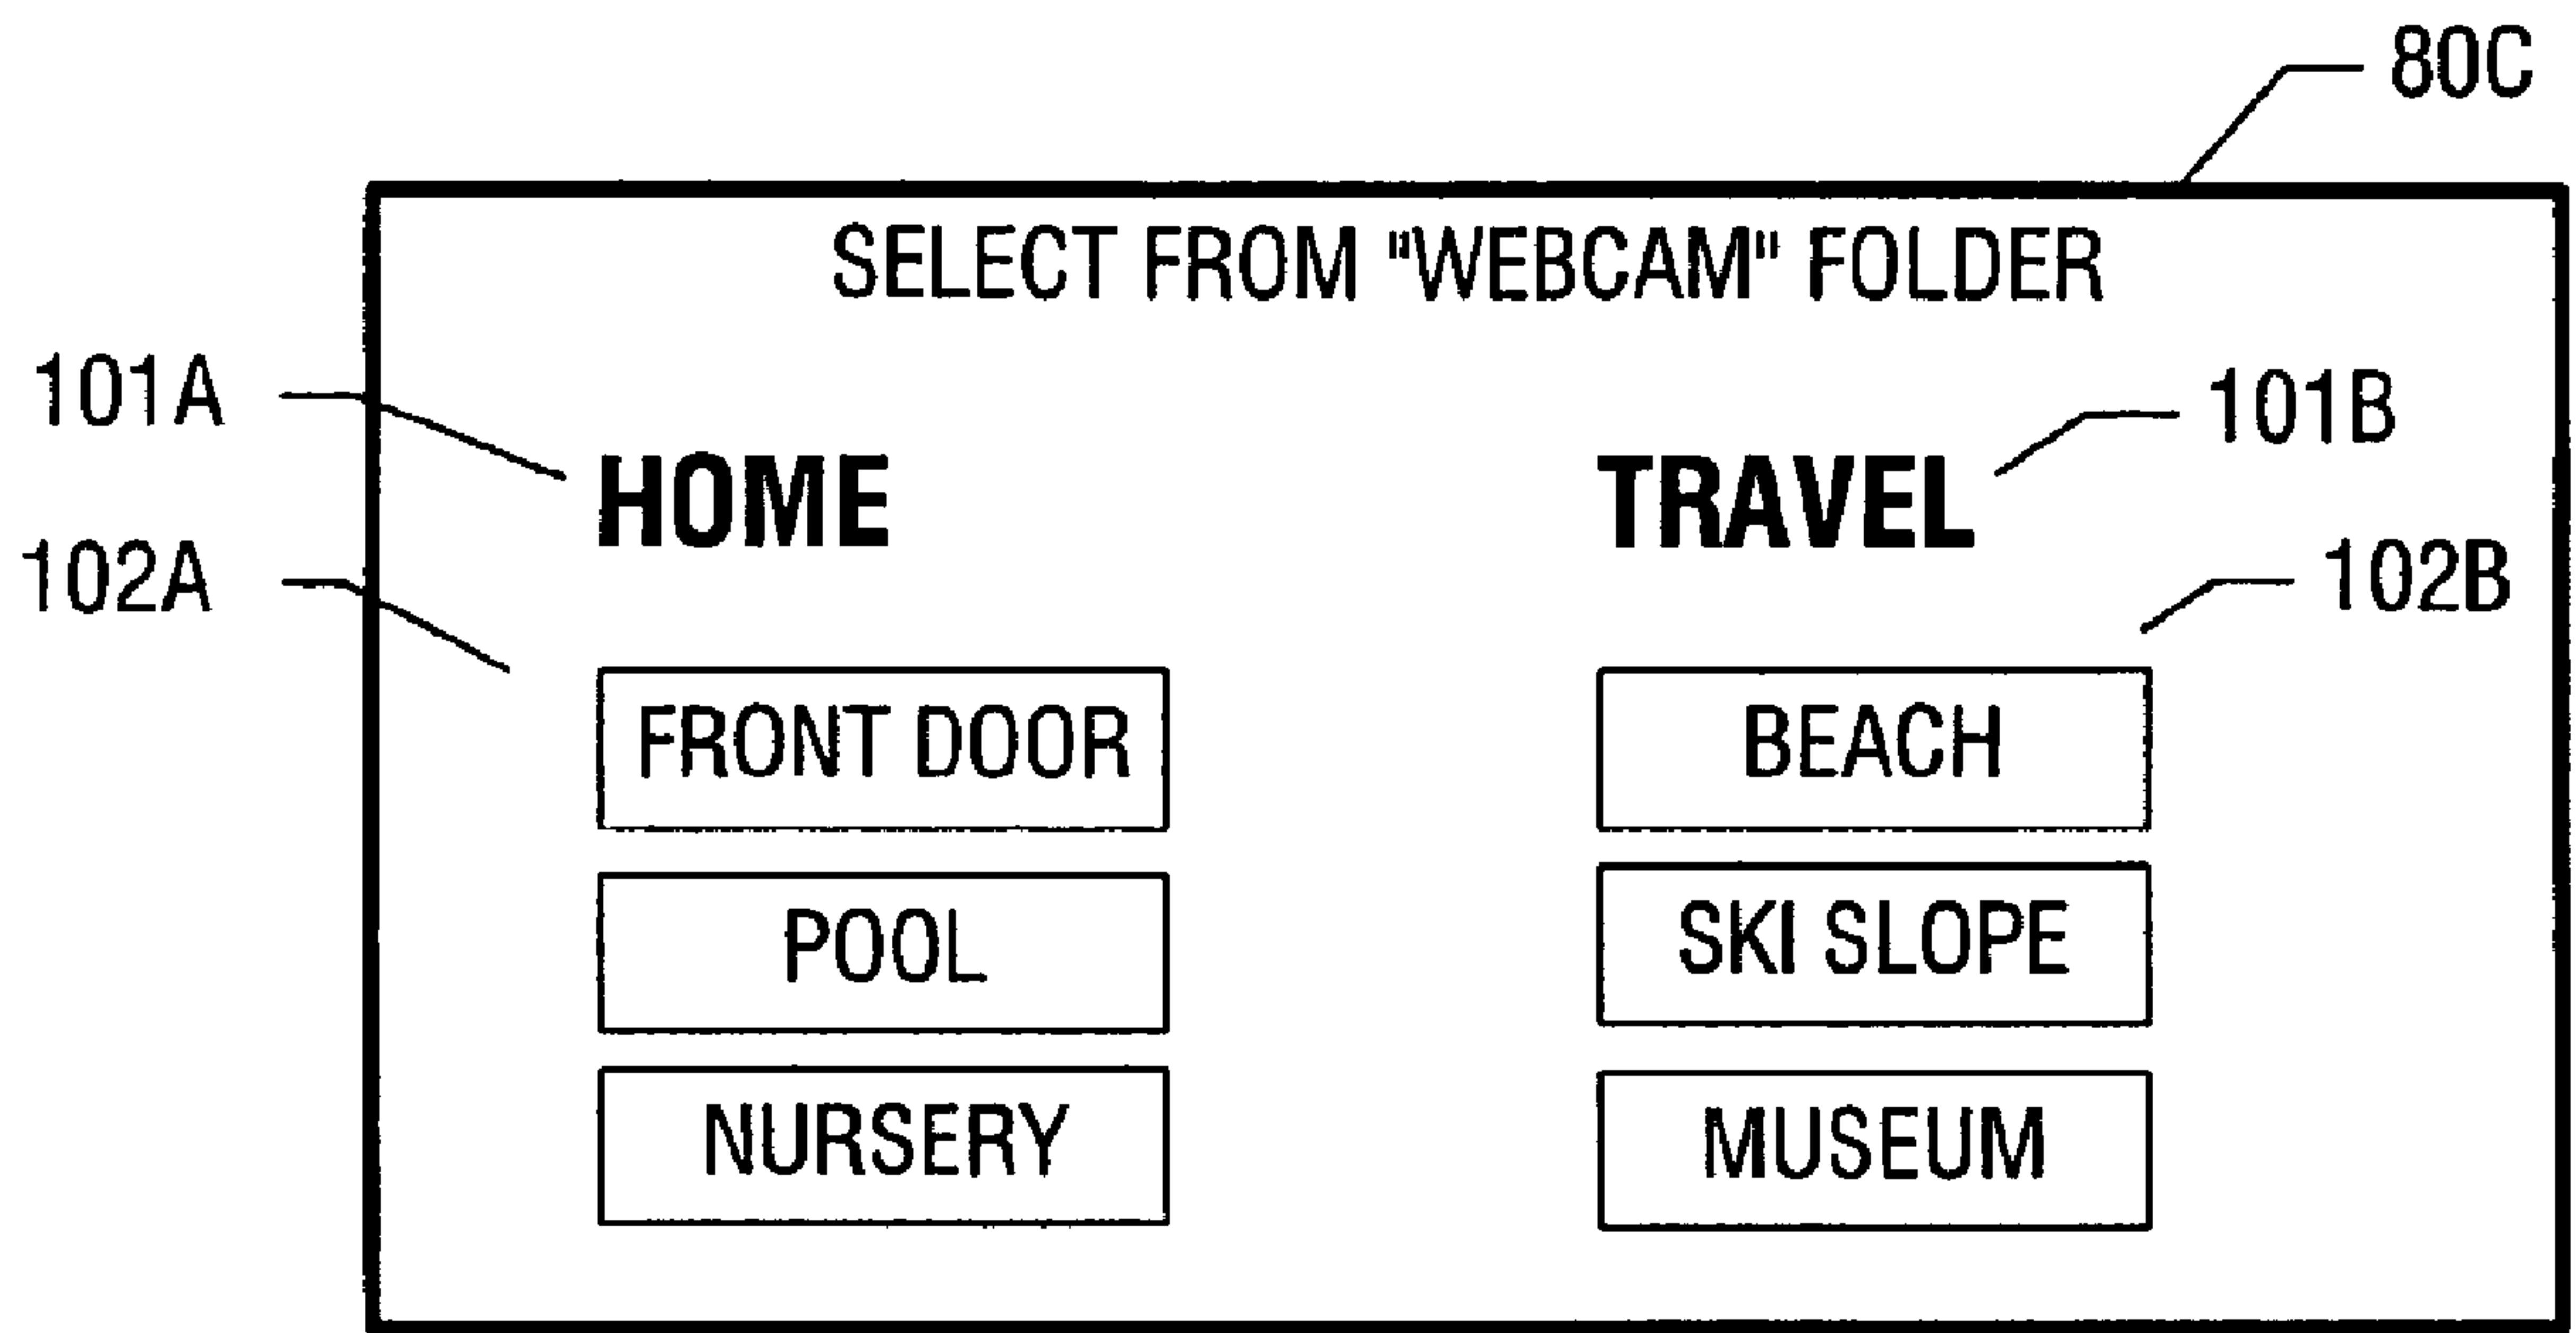 80C
SELECT FROM "WEBCAM" FOLDER
101A
101B
HOME
TRAVEL
102A
102B
FRONT DOOR
BEACH
POOL
SKI SLOPE
NURSERY
MUSEUM